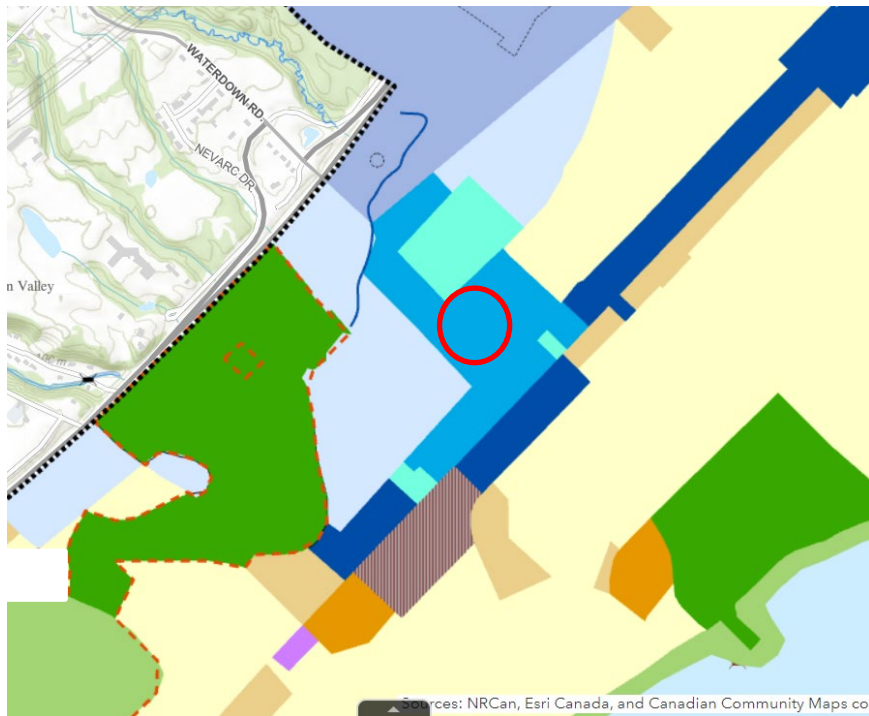 WATERDOWN RD.
NEVARC DR.
n Valley
Sources: NRCan, Esri Canada, and Canadian Community Maps co